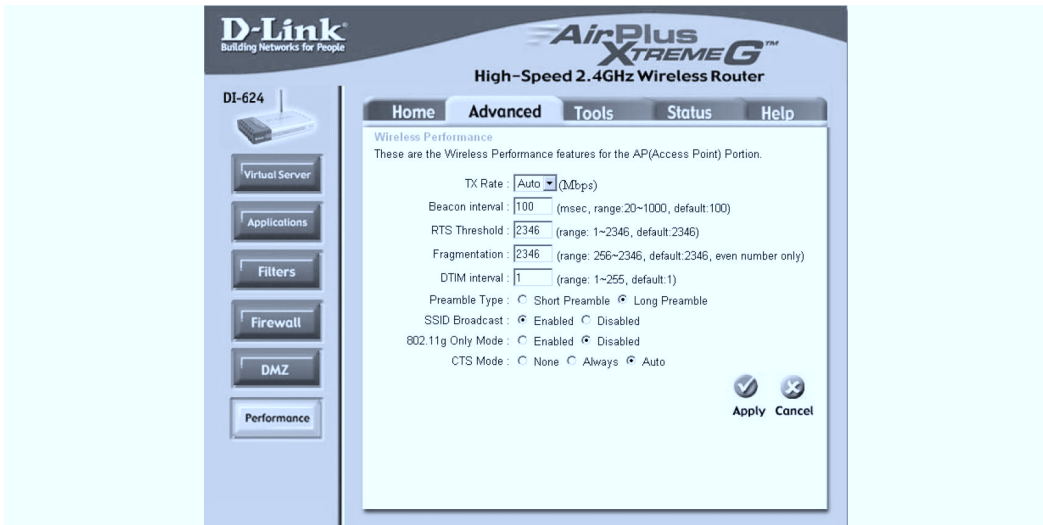 D-Link
Building Networks for People
AirPlus
XTREME G™
High-Speed 2.4GHz Wireless Router
DI-624
Home Advanced Tools Status Help
Virtual Server
Applications
Filters
Firewall
DMZ
Performance
Wireless Performance
These are the Wireless Performance features for the AP(Access Point) Portion.
TX Rate : Auto (Mbps)
Beacon interval : 100 (msec, range:20~1000, default:100)
RTS Threshold : 2346 (range: 1~2346, default:2346)
Fragmentation : 2346 (range: 256~2346, default:2346, even number only)
DTIM interval : 1 (range: 1~255, default:1)
Preamble Type : Short Preamble Long Preamble
SSID Broadcast : Enabled Disabled
802.11g Only Mode : Enabled Disabled
CTS Mode : None Always Auto
Apply Cancel